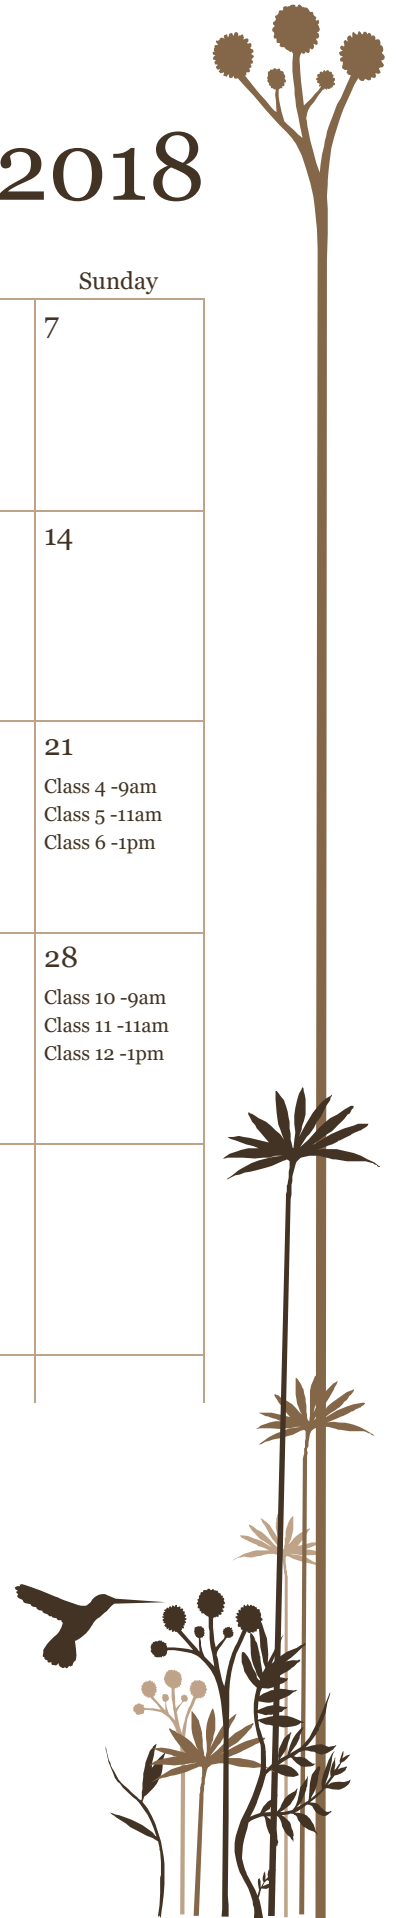 2018
Sunday
7
14
21
Class 4 -9am
Class 5 -11am
Class 6 -1pm
28
Class 10 -9am
Class 11 -11am
Class 12 -1pm